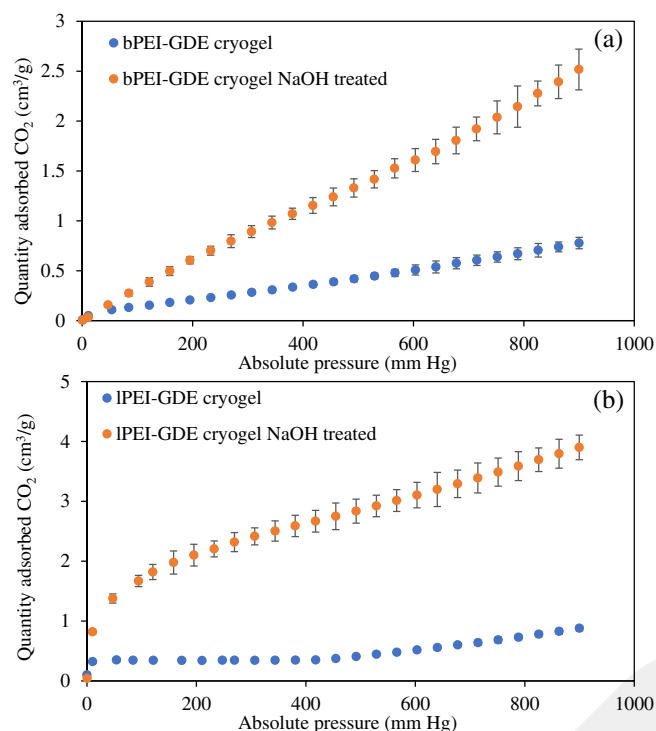 (a)
bPEI-GDE cryogel
bPEI-GDE cryogel NaOH treated
Quantity adsorbed CO₂ (cm³/g)
3
2.5
2
1.5
1
0.5
0
0 200 400 600 800 1000
Absolute pressure (mm Hg)
(b)
lPEI-GDE cryogel
lPEI-GDE cryogel NaOH treated
Quantity adsorbed CO₂ (cm³/g)
5
4
3
2
1
0
0 200 400 600 800 1000
Absolute pressure (mm Hg)